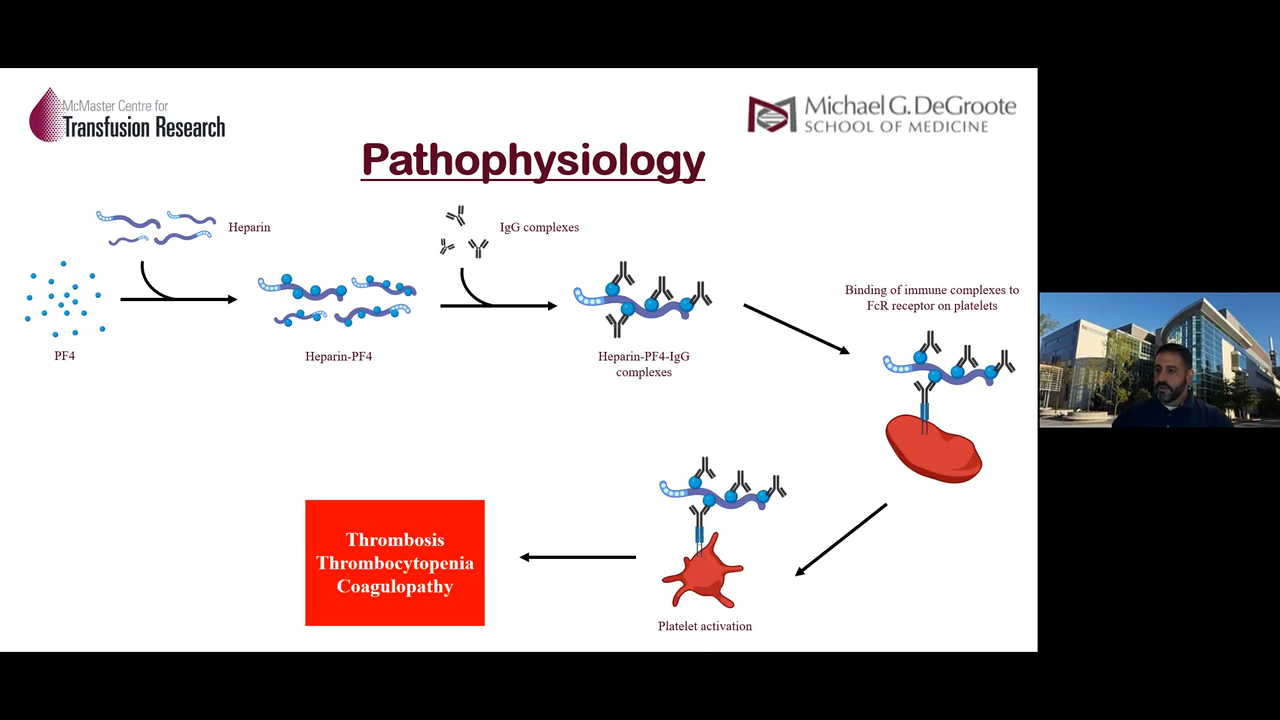 McMaster Centre for
Transfusion Research
Michael G. DeGroote
SCHOOL OF MEDICINE
Pathophysiology
Heparin
IgG complexes
PF4
Heparin-PF4
Heparin-PF4-IgG
complexes
Binding of immune complexes to
FcR receptor on platelets
Platelet activation
Thrombosis
Thrombocytopenia
Coagulopathy